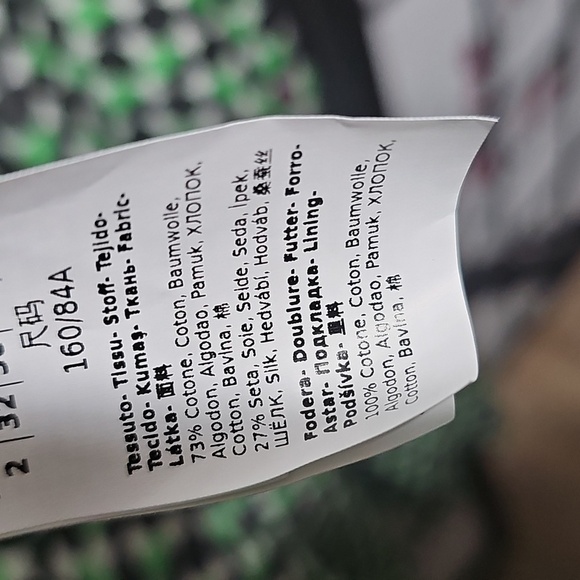 2 | 32
尺码
160/84A
Tessuto- Tissu- Stoff- Tejido-
Tecido- Kumaş- Ткань- Fabric-
Látka- 面料
73% Cotone, Coton, Baumwolle,
Algodon, Algodao, Pamuk, ХЛОПОК,
Cotton, Bavlna, 棉
27% Seta, Soie, Seide, Seda, İpek,
ШЁЛК, Silk, Hedvábí, Hodváb, 桑蚕丝
Fodera- Doublure- Futter- Forro-
Astar- Подкладка- Lining-
Podšívka- 里料
100% Cotone, Coton, Baumwolle,
Algodon, Algodao, Pamuk, ХЛОПОК,
Cotton, Bavlna, 棉